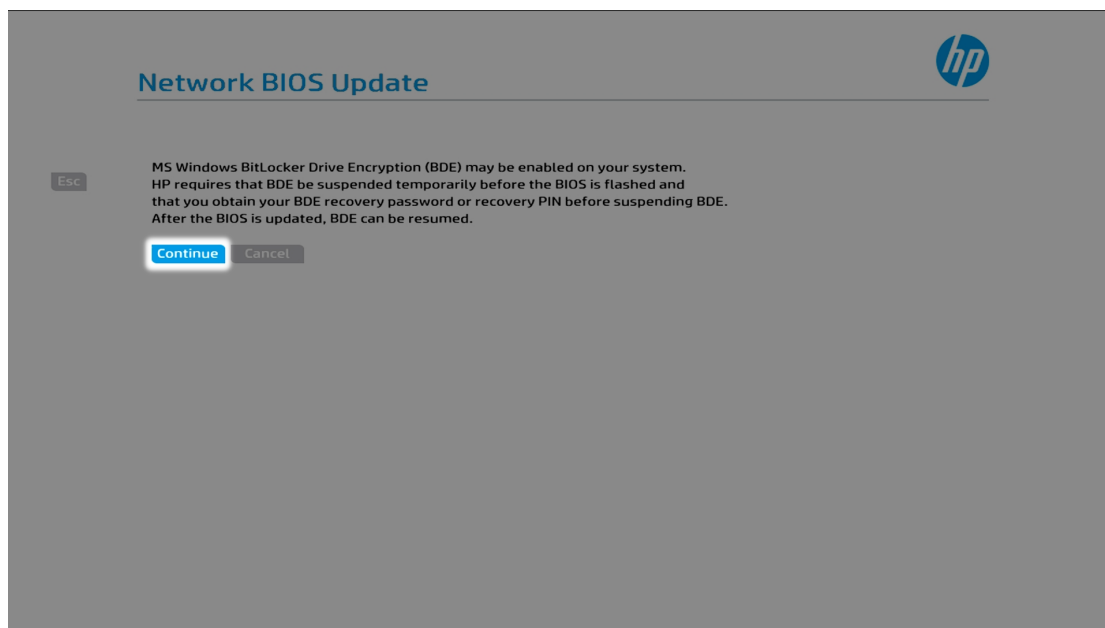 hp
Network BIOS Update
Esc
MS Windows BitLocker Drive Encryption (BDE) may be enabled on your system.
HP requires that BDE be suspended temporarily before the BIOS is flashed and
that you obtain your BDE recovery password or recovery PIN before suspending BDE.
After the BIOS is updated, BDE can be resumed.
Continue Cancel